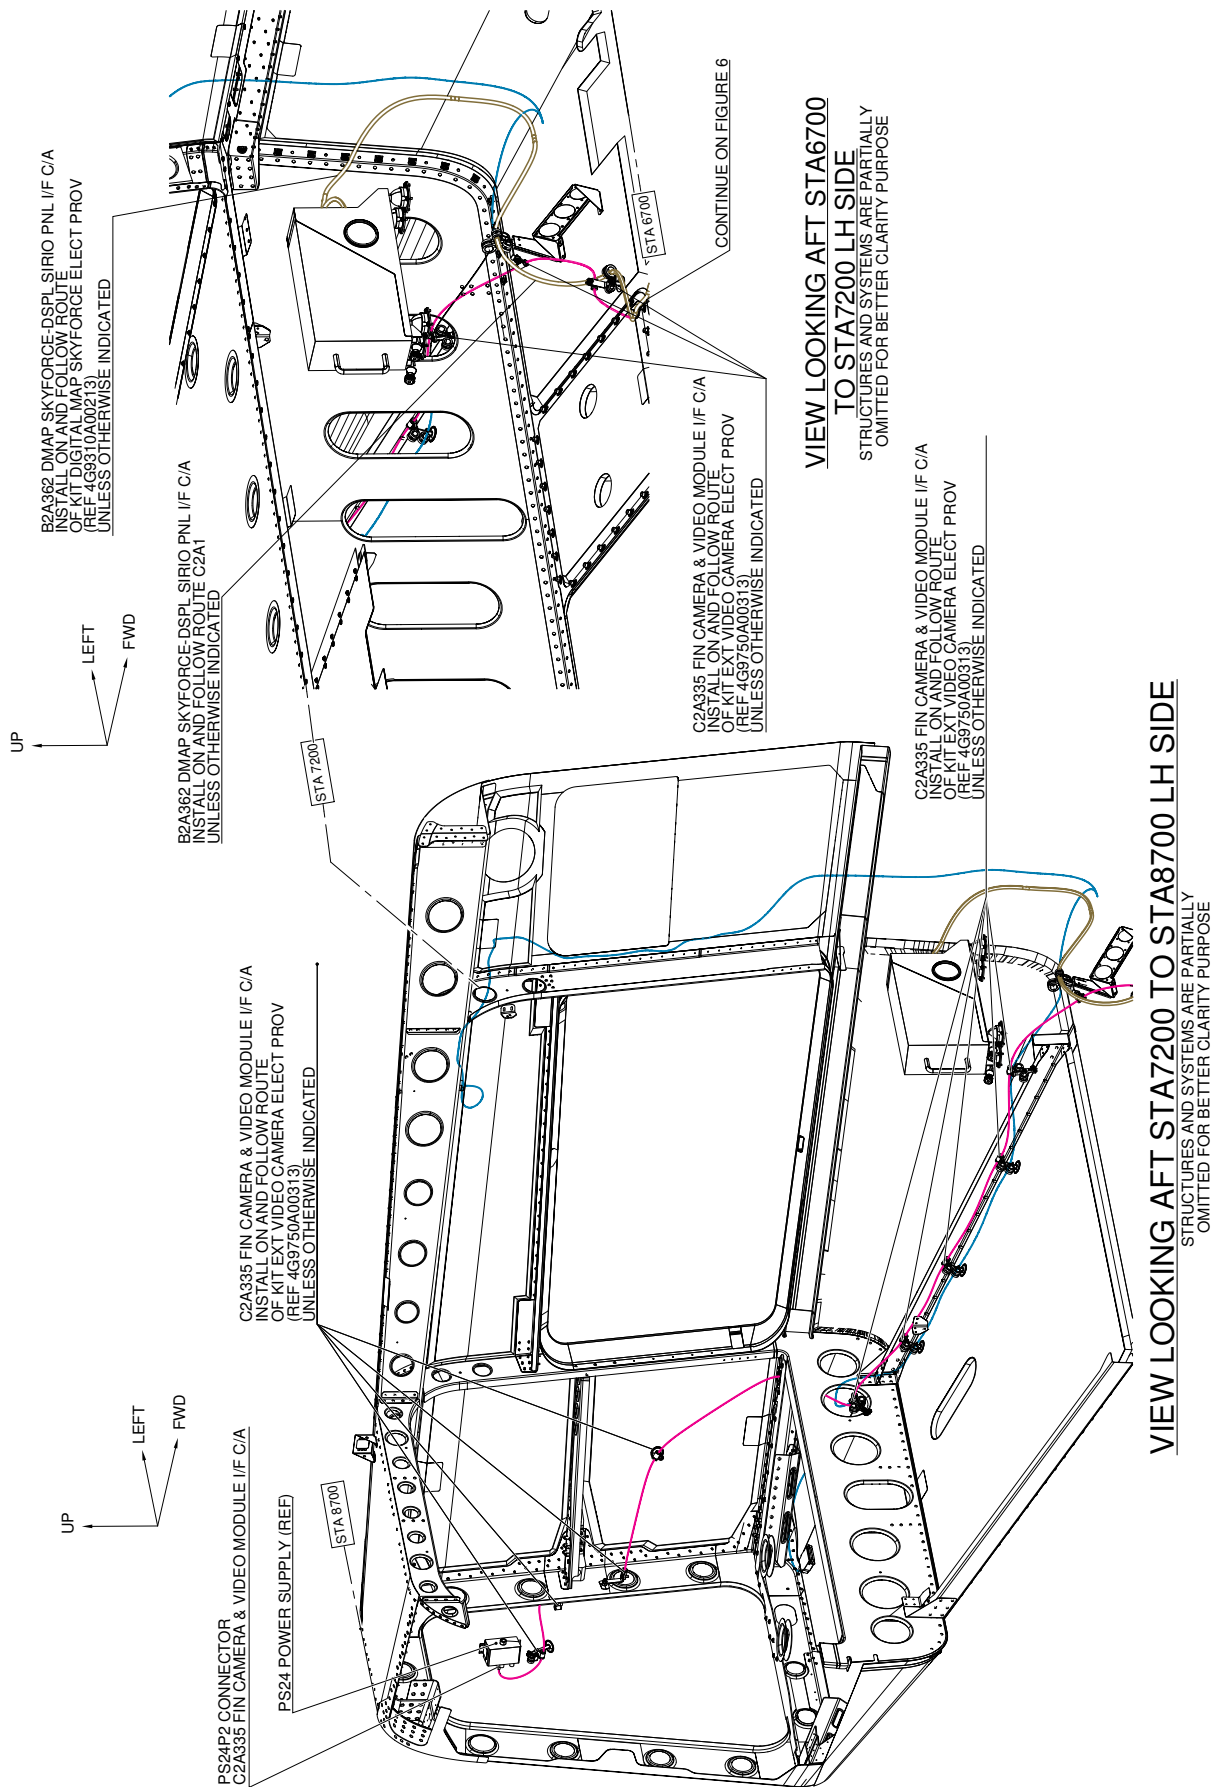 UP
LEFT
FWD
B2A362 DMAP SKYFORCE-DSPL SIRIO PNL I/F C/A
INSTALL ON AND FOLLOW ROUTE
OF KIT DIGITAL MAP SKYFORCE ELECT PROV
(REF 4G9310A00213)
UNLESS OTHERWISE INDICATED
B2A362 DMAP SKYFORCE-DSPL SIRIO PNL I/F C/A
INSTALL ON AND FOLLOW ROUTE C2A1
UNLESS OTHERWISE INDICATED
STA 7200
STA 6700
CONTINUE ON FIGURE 6
C2A335 FIN CAMERA & VIDEO MODULE I/F C/A
INSTALL ON AND FOLLOW ROUTE
OF KIT EXT VIDEO CAMERA ELECT PROV
(REF 4G9750A00313)
UNLESS OTHERWISE INDICATED
VIEW LOOKING AFT STA6700
TO STA7200 LH SIDE
STRUCTURES AND SYSTEMS ARE PARTIALLY
OMITTED FOR BETTER CLARITY PURPOSE
UP
LEFT
FWD
PS24P2 CONNECTOR
C2A335 FIN CAMERA & VIDEO MODULE I/F C/A
PS24 POWER SUPPLY (REF)
STA 8700
C2A335 FIN CAMERA & VIDEO MODULE I/F C/A
INSTALL ON AND FOLLOW ROUTE
OF KIT EXT VIDEO CAMERA ELECT PROV
(REF 4G9750A00313)
UNLESS OTHERWISE INDICATED
C2A335 FIN CAMERA & VIDEO MODULE I/F C/A
INSTALL ON AND FOLLOW ROUTE
OF KIT EXT VIDEO CAMERA ELECT PROV
(REF 4G9750A00313)
UNLESS OTHERWISE INDICATED
VIEW LOOKING AFT STA7200 TO STA8700 LH SIDE
STRUCTURES AND SYSTEMS ARE PARTIALLY
OMITTED FOR BETTER CLARITY PURPOSE